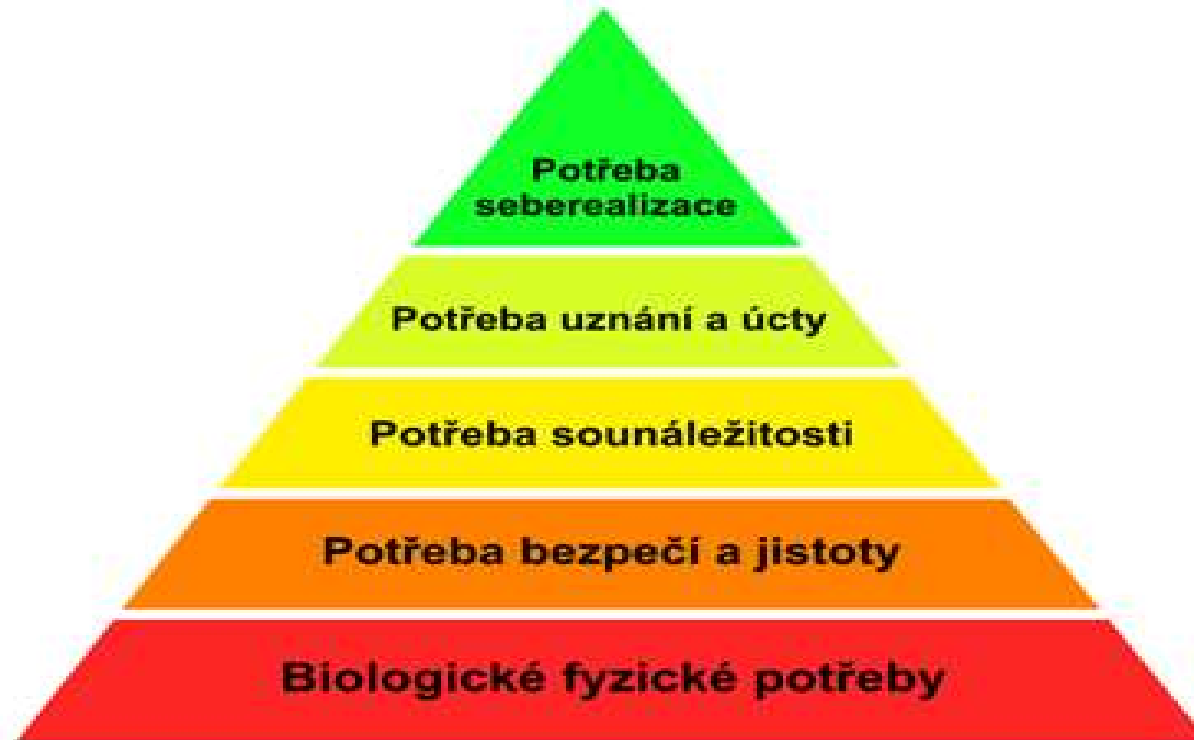 Potřeba
seberealizace
Potřeba uznání a úcty
Potřeba sounáležitosti
Potřeba bezpečí a jistoty
Biologické fyzické potřeby